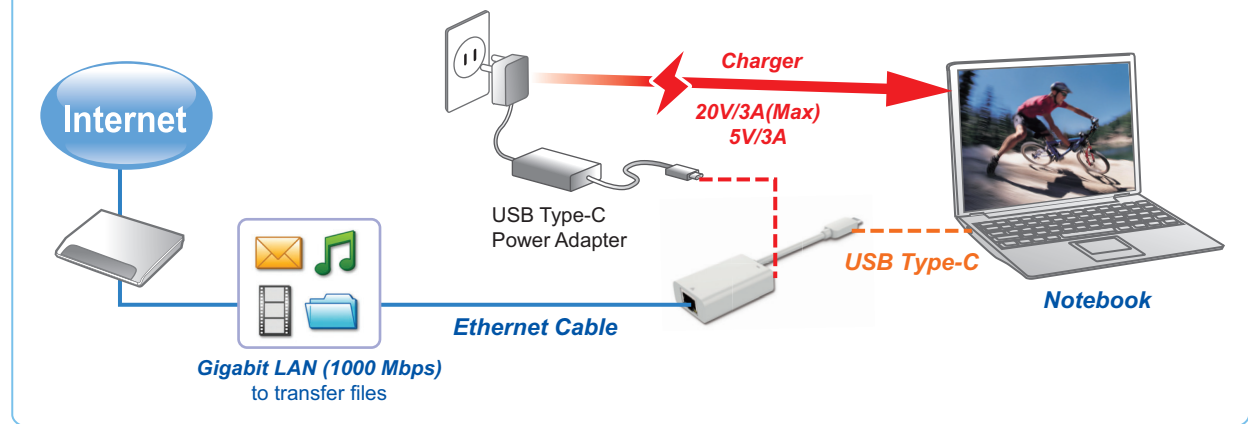 Internet
Charger
20V/3A(Max)
5V/3A
USB Type-C
Power Adapter
USB Type-C
Notebook
Ethernet Cable
Gigabit LAN (1000 Mbps)
to transfer files